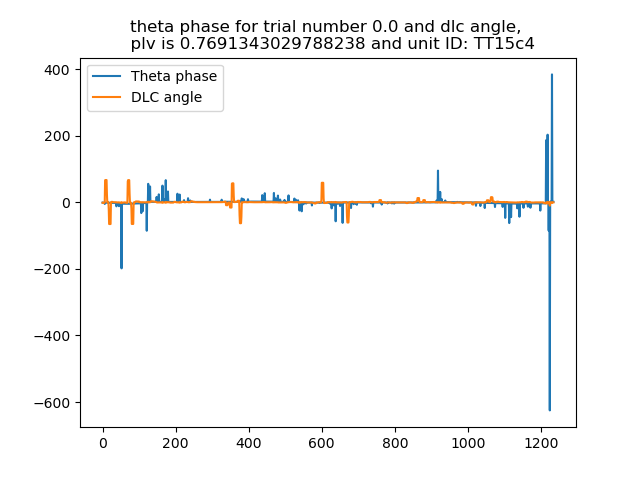 theta phase for trial number 0.0 and dlc angle,
plv is 0.7691343029788238 and unit ID: TT15c4
Theta phase
DLC angle
400
200
0
−200
−400
−600
0 200 400 600 800 1000 1200